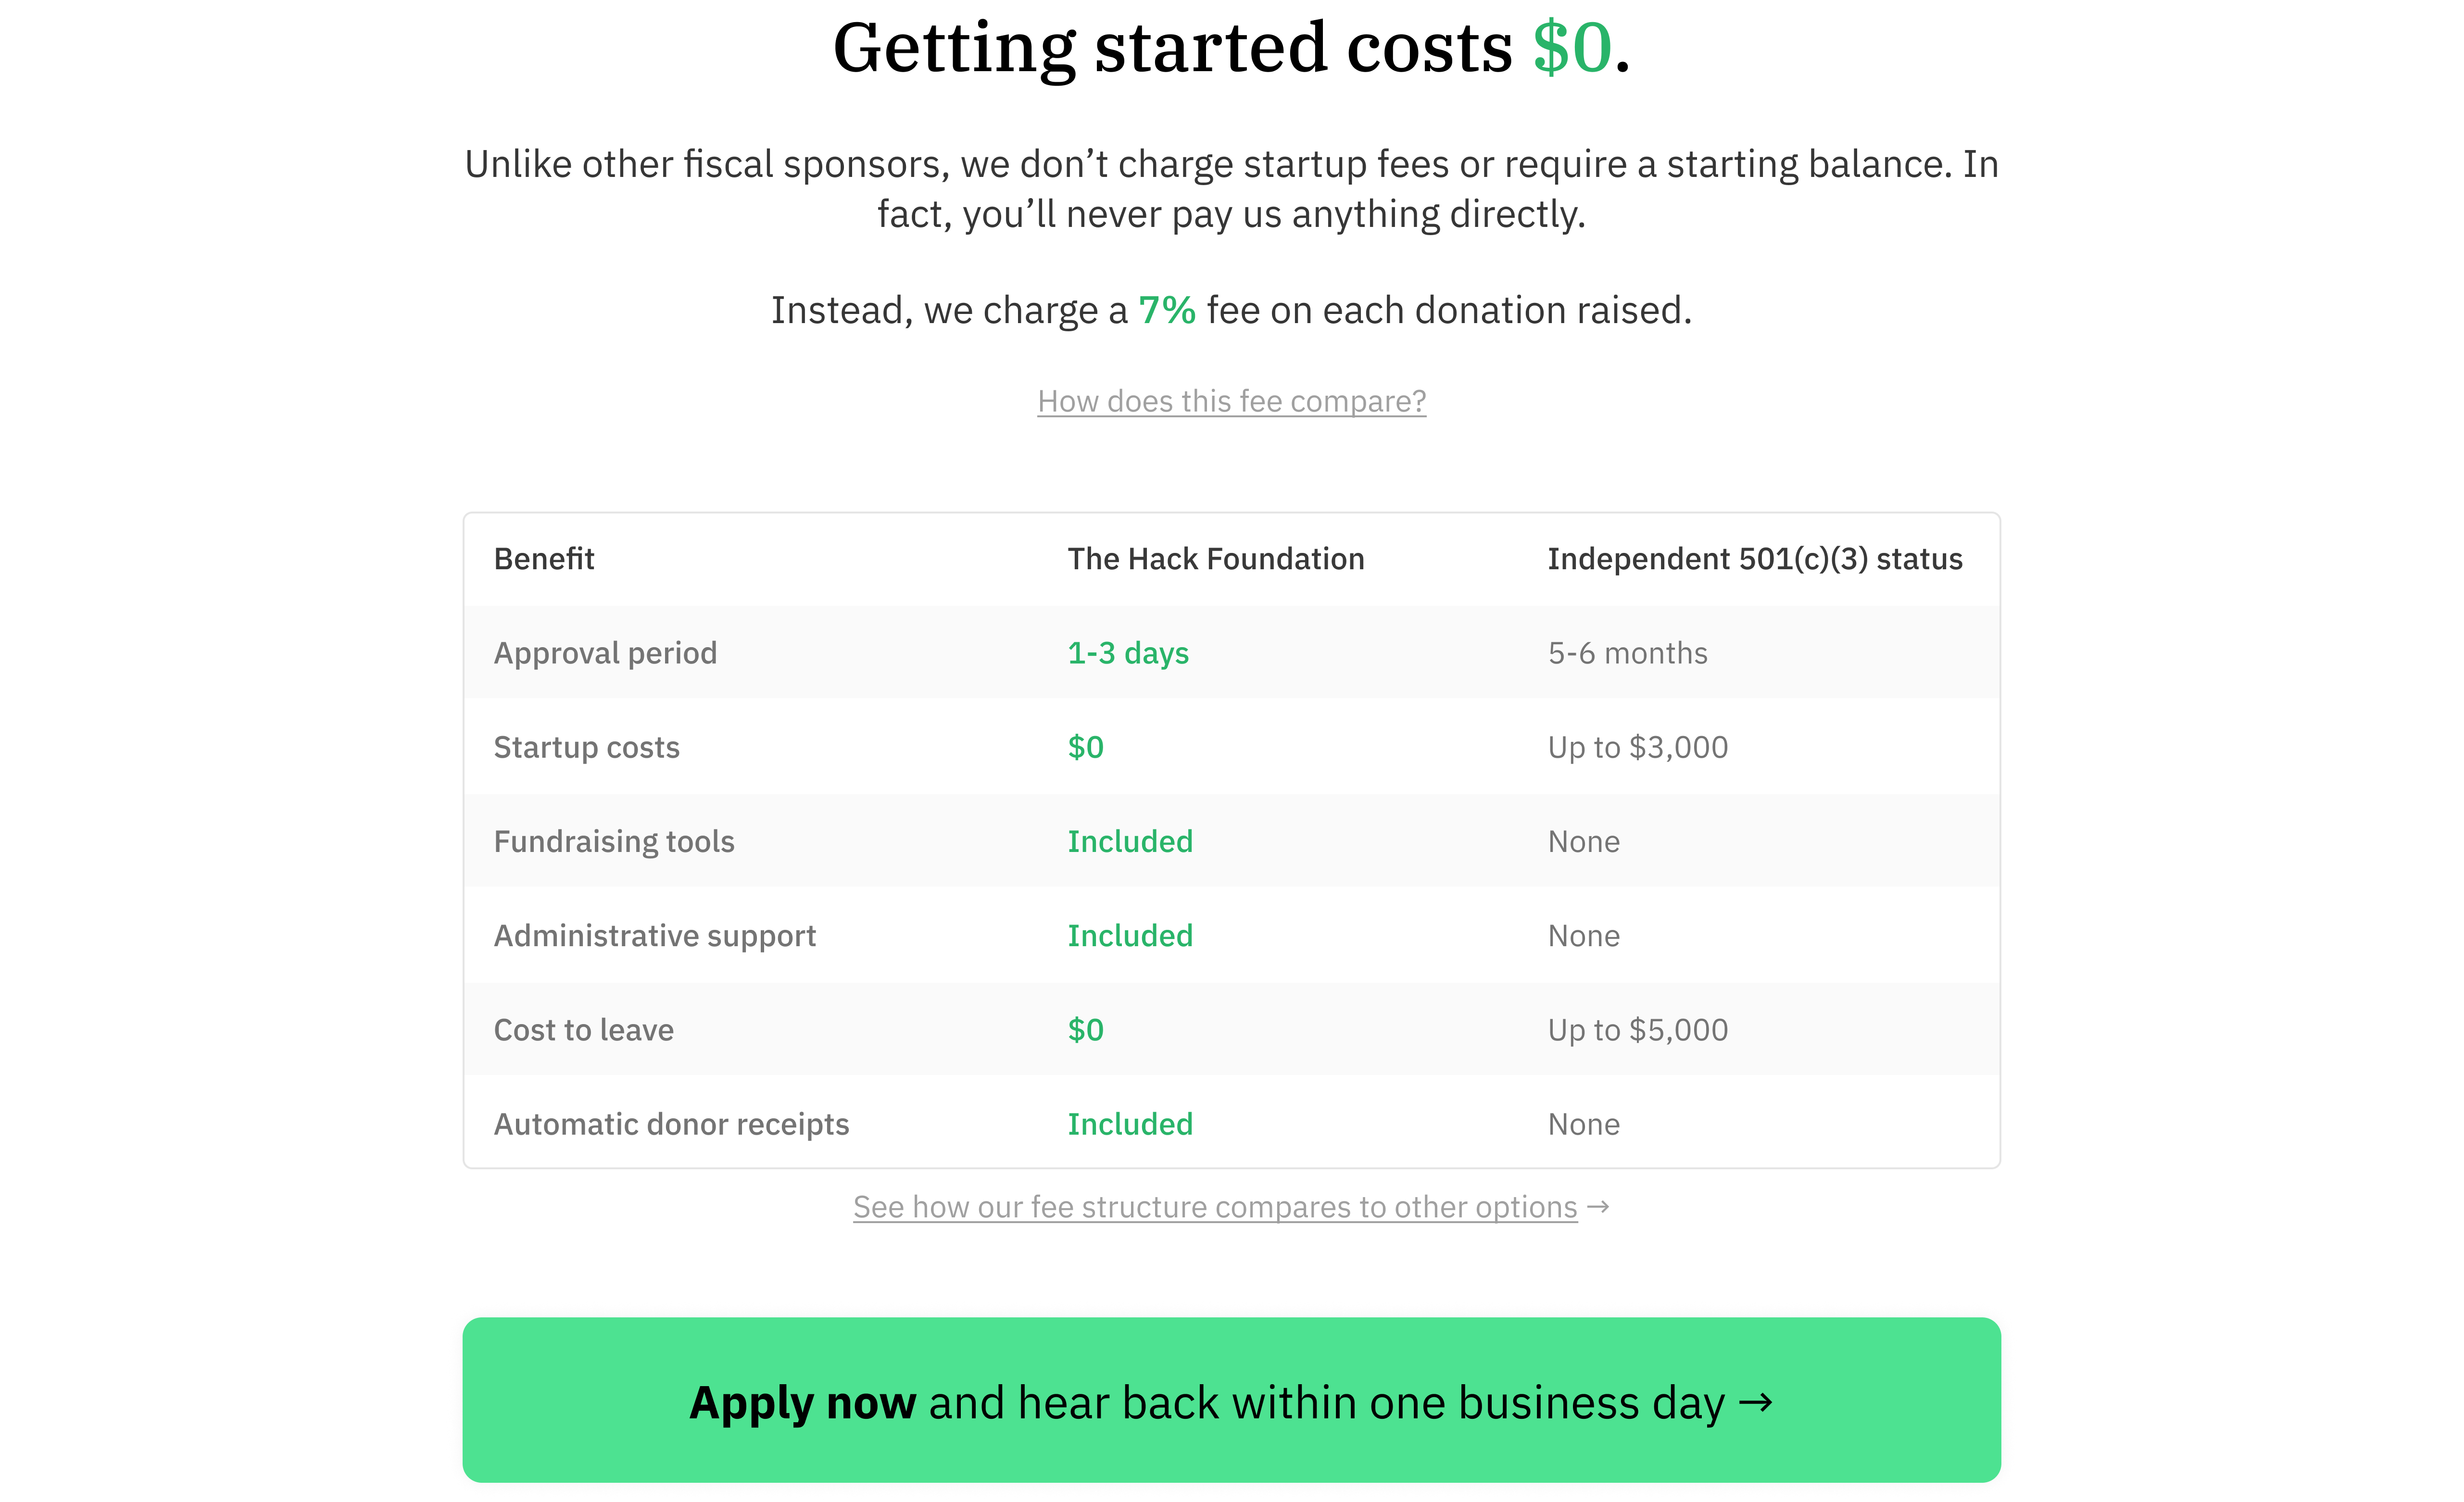 Getting started costs $0.
Unlike other fiscal sponsors, we don’t charge startup fees or require a starting balance. In
fact, you’ll never pay us anything directly.
Instead, we charge a 7% fee on each donation raised.
How does this fee compare?
Benefit The Hack Foundation Independent 501(c)(3) status
Approval period 1-3 days 5-6 months
Startup costs $0 Up to $3,000
Fundraising tools Included None
Administrative support Included None
Cost to leave $0 Up to $5,000
Automatic donor receipts Included None
See how our fee structure compares to other options →
Apply now and hear back within one business day →